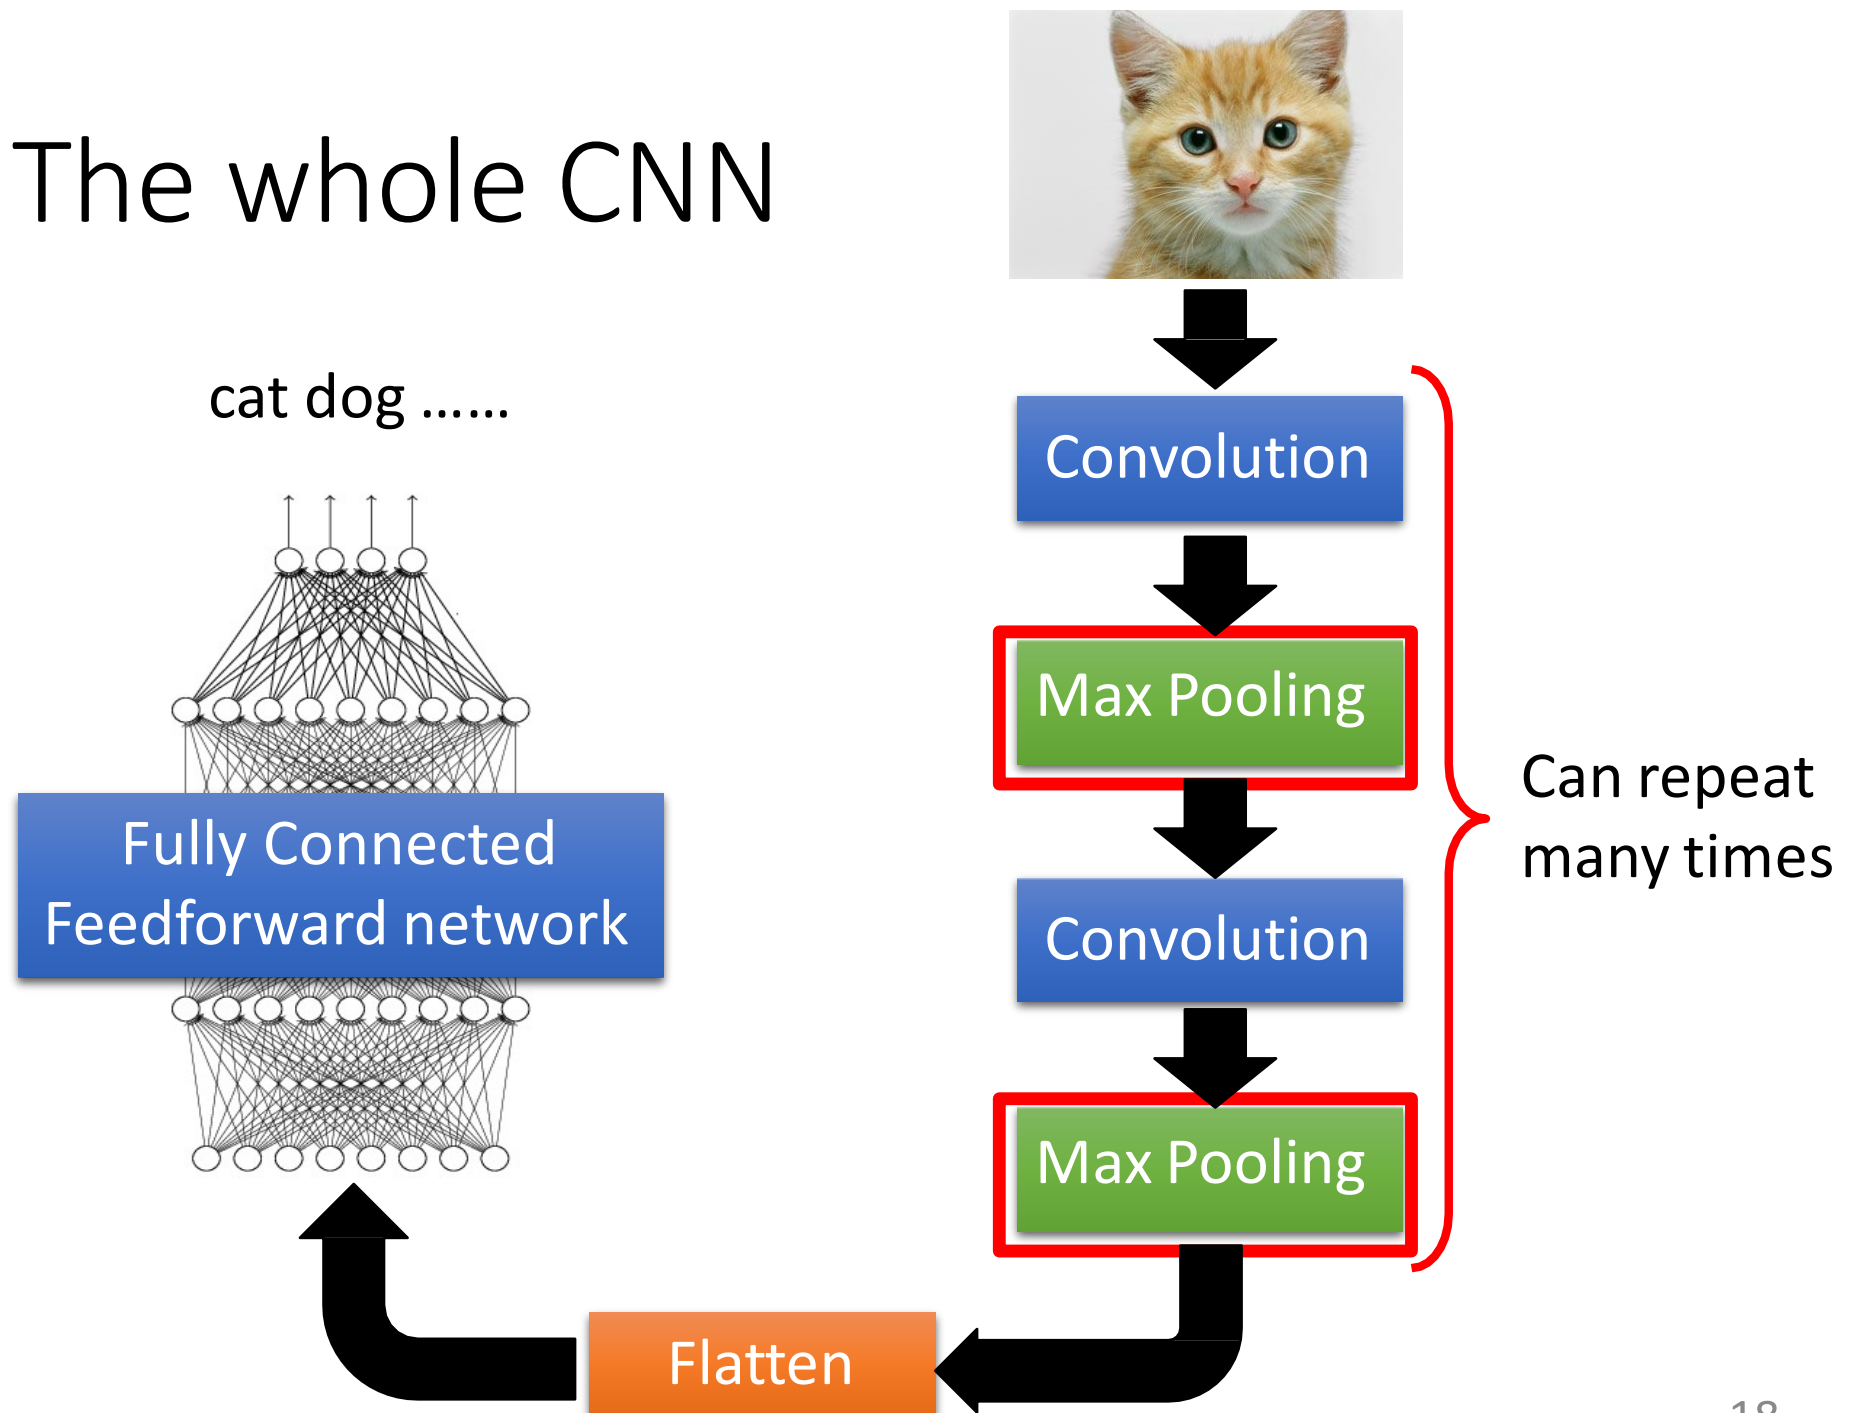 The whole CNN
cat dog ……
Convolution
Max Pooling
Convolution
Max Pooling
Can repeat
many times
Flatten
Fully Connected
Feedforward network
18